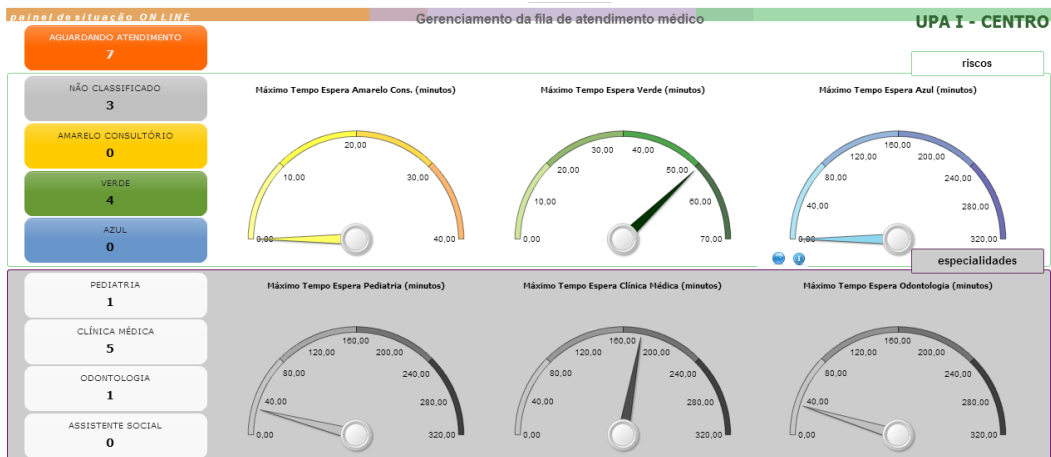 painel de situação ON LINE
Gerenciamento da fila de atendimento médico
UPA I - CENTRO
AGUARDANDO ATENDIMENTO
7
riscos
NÃO CLASSIFICADO
3
AMARELO CONSULTÓRIO
0
VERDE
4
AZUL
0
Máximo Tempo Espera Amarelo Cons. (minutos)
0,00 10,00 20,00 30,00 40,00
Máximo Tempo Espera Verde (minutos)
0,00 10,00 20,00 30,00 40,00 50,00 60,00 70,00
Máximo Tempo Espera Azul (minutos)
0,00 40,00 80,00 120,00 160,00 200,00 240,00 280,00 320,00
especialidades
PEDIATRIA
1
CLÍNICA MÉDICA
5
ODONTOLOGIA
1
ASSISTENTE SOCIAL
0
Máximo Tempo Espera Pediatria (minutos)
0,00 40,00 80,00 120,00 160,00 200,00 240,00 280,00 320,00
Máximo Tempo Espera Clínica Médica (minutos)
0,00 40,00 80,00 120,00 160,00 200,00 240,00 280,00 320,00
Máximo Tempo Espera Odontologia (minutos)
0,00 40,00 80,00 120,00 160,00 200,00 240,00 280,00 320,00